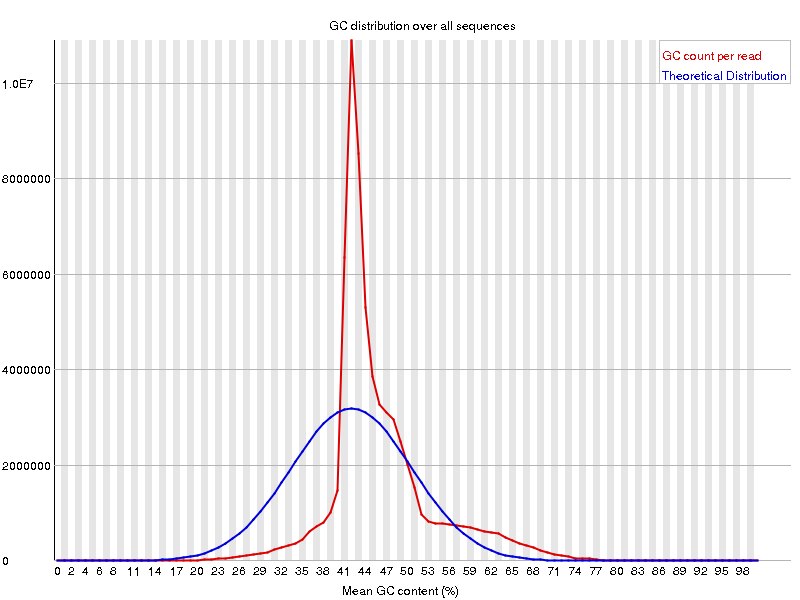 GC distribution over all sequences
GC count per read
Theoretical Distribution
1.0E7
8000000
6000000
4000000
2000000
0
0 2 4 6 8 11 14 17 20 23 26 29 32 35 38 41 44 47 50 53 56 59 62 65 68 71 74 77 80 83 86 89 92 95 98
Mean GC content (%)